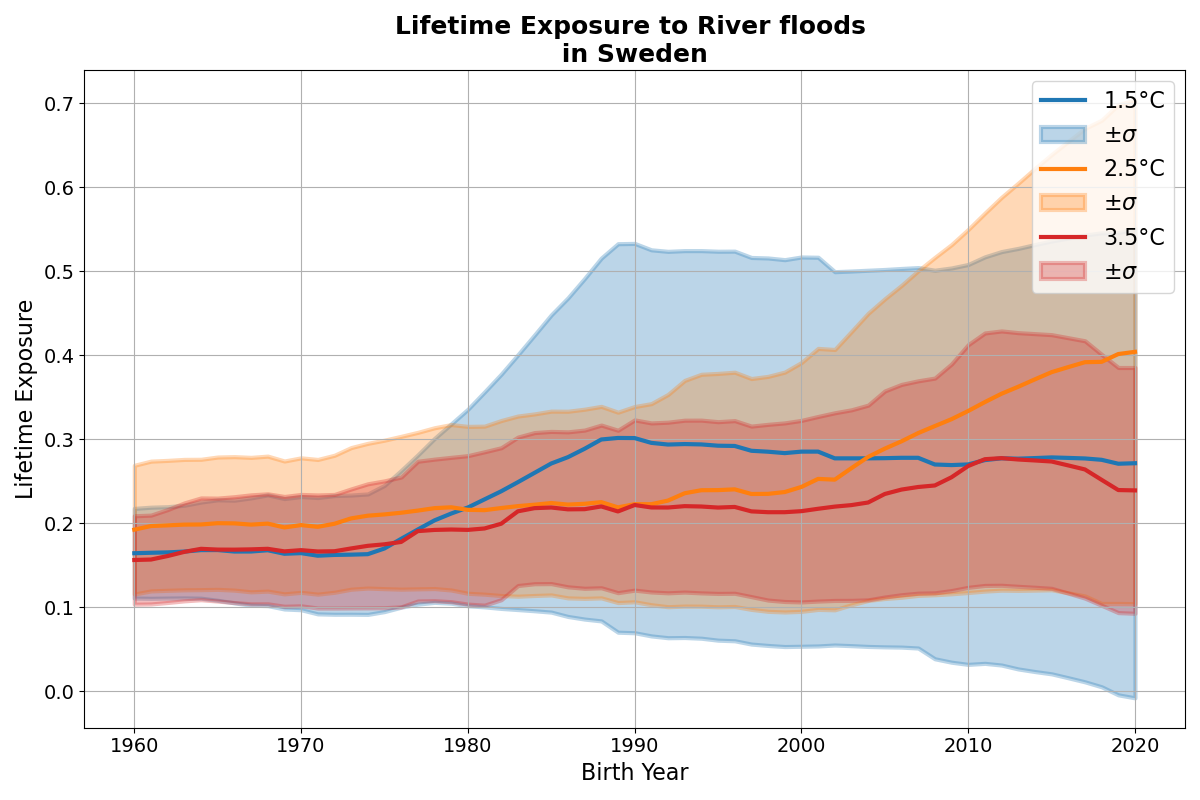 Lifetime Exposure to River floods
in Sweden
Lifetime Exposure
0.7
0.6
0.5
0.4
0.3
0.2
0.1
0.0
1.5°C
±σ
2.5°C
±σ
3.5°C
±σ
1960 1970 1980 1990 2000 2010 2020
Birth Year